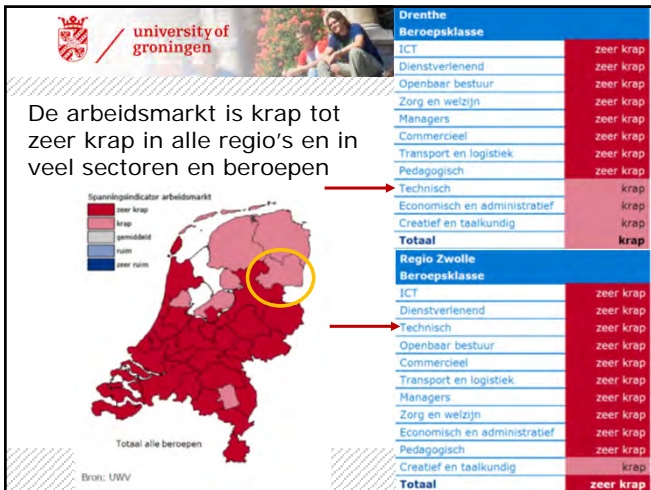 university of
groningen
De arbeidsmarkt is krap tot
zeer krap in alle regio's en in
veel sectoren en beroepen
Spanningsindicator arbeidsmarkt
zeer krap
krap
gemiddeld
ruim
zeer ruim
Totaal alle beroepen
Bron: UWV
Drenthe
Beroepsklasse
ICT zeer krap
Dienstverlenend zeer krap
Openbaar bestuur zeer krap
Zorg en welzijn zeer krap
Managers zeer krap
Commercieel zeer krap
Transport en logistiek zeer krap
Pedagogisch zeer krap
Technisch krap
Economisch en administratief krap
Creatief en taalkundig krap
Totaal krap
Regio Zwolle
Beroepsklasse
ICT zeer krap
Dienstverlenend zeer krap
Technisch zeer krap
Openbaar bestuur zeer krap
Commercieel zeer krap
Transport en logistiek zeer krap
Managers zeer krap
Zorg en welzijn zeer krap
Economisch en administratief zeer krap
Pedagogisch zeer krap
Creatief en taalkundig krap
Totaal zeer krap